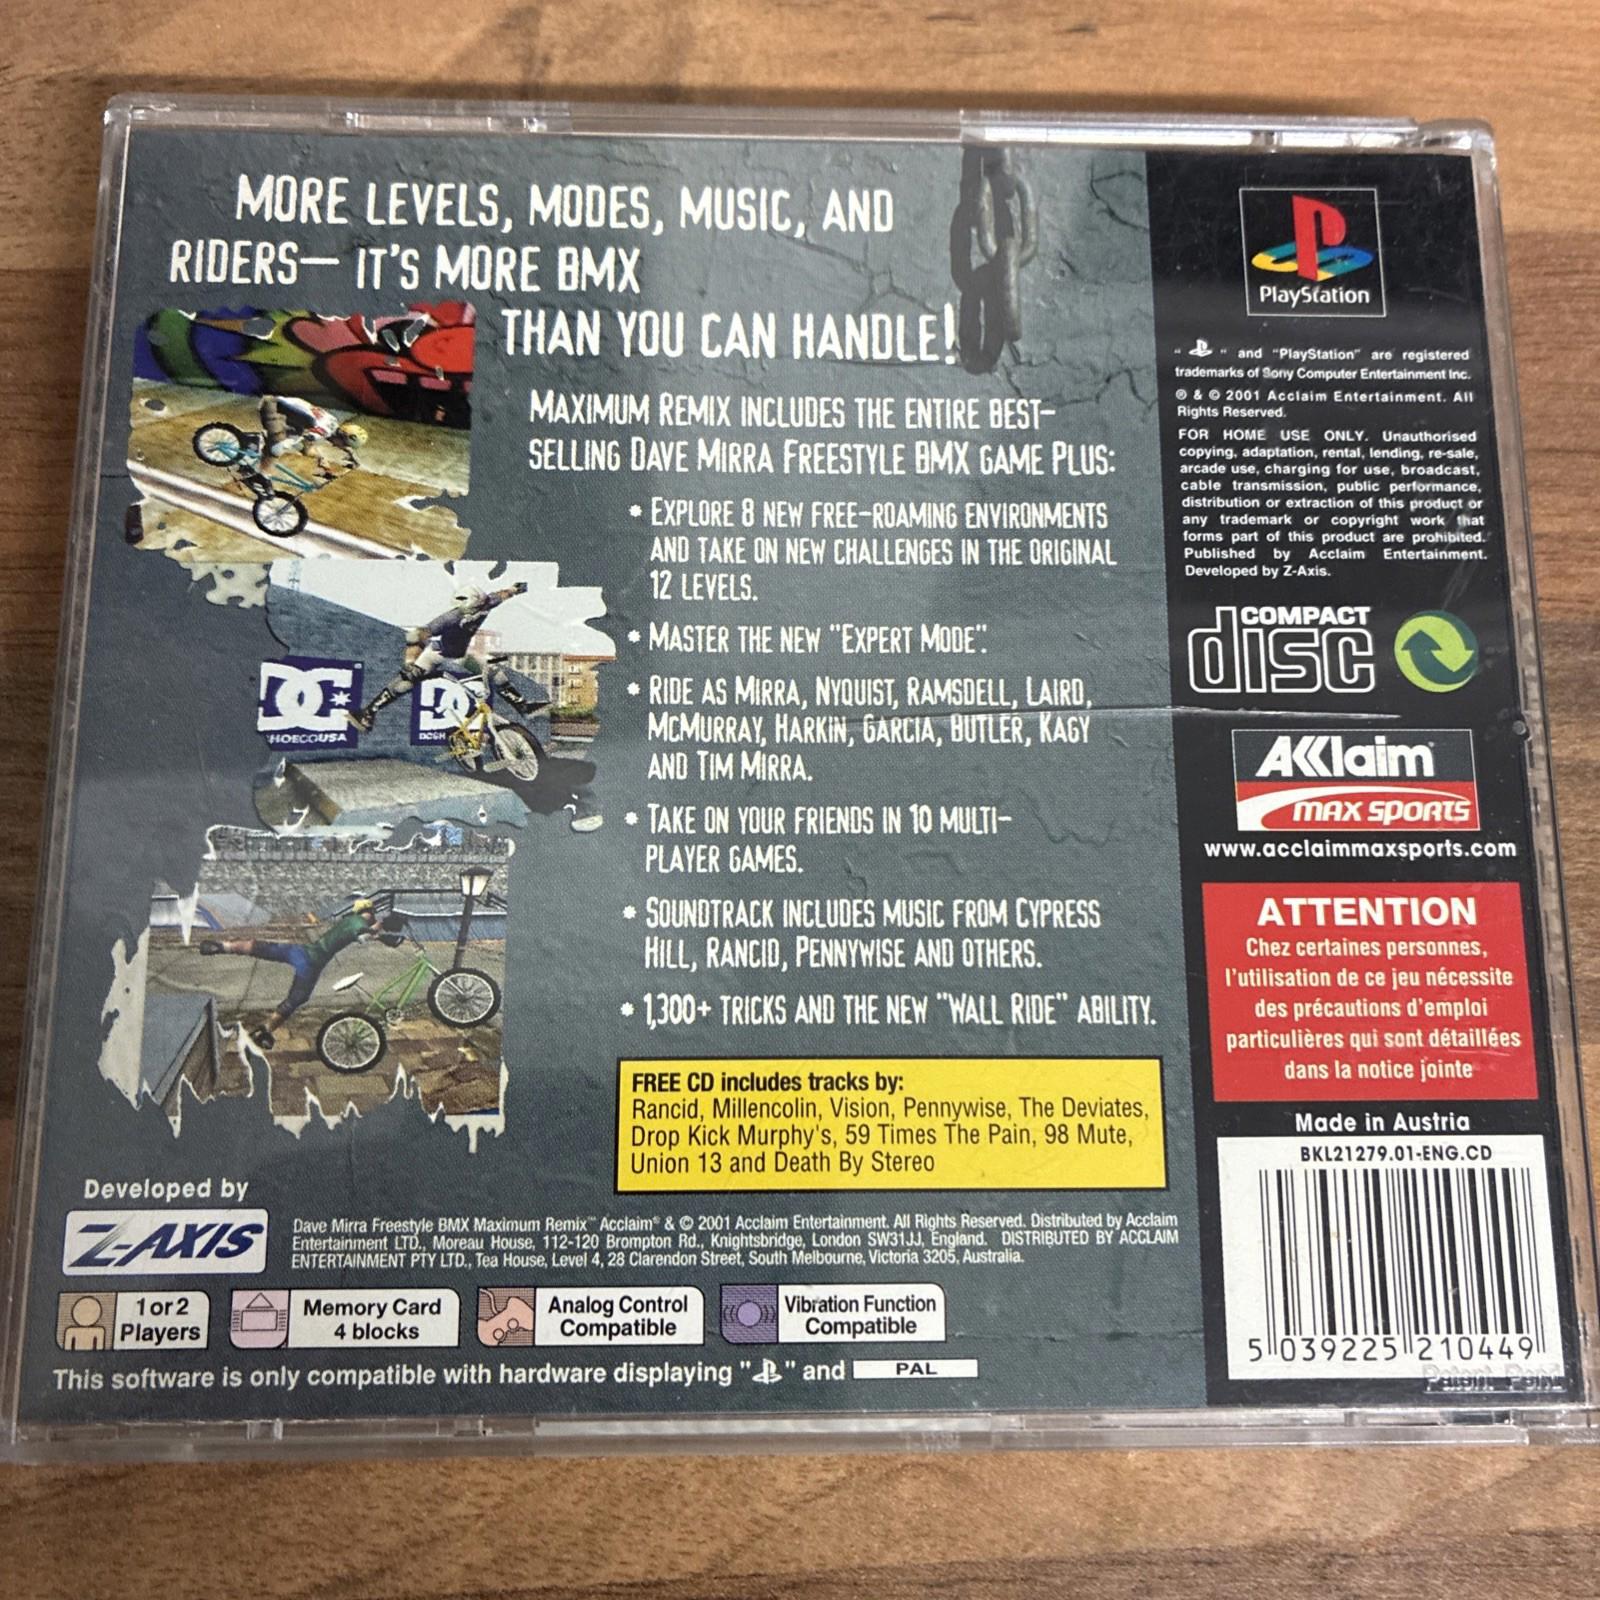 MORE LEVELS, MODES, MUSIC, AND
RIDERS— IT'S MORE BMX
THAN YOU CAN HANDLE!
MAXIMUM REMIX INCLUDES THE ENTIRE BEST-
SELLING DAVE MIRRA FREESTYLE BMX GAME PLUS:
* EXPLORE 8 NEW FREE-ROAMING ENVIRONMENTS
AND TAKE ON NEW CHALLENGES IN THE ORIGINAL
12 LEVELS.
* MASTER THE NEW "EXPERT MODE".
* RIDE AS MIRRA, NYQUIST, RAMSDELL, LAIRD,
MCMURRAY, HARKIN, GARCIA, BUTLER, KAGY
AND TIM MIRRA.
* TAKE ON YOUR FRIENDS IN 10 MULTI-
PLAYER GAMES.
* SOUNDTRACK INCLUDES MUSIC FROM CYPRESS
HILL, RANCID, PENNYWISE AND OTHERS.
* 1,300+ TRICKS AND THE NEW "WALL RIDE" ABILITY.
DC
HOECOUSA
DC
FREE CD includes tracks by:
Rancid, Millencolin, Vision, Pennywise, The Deviates,
Drop Kick Murphy's, 59 Times The Pain, 98 Mute,
Union 13 and Death By Stereo
Developed by
Z-AXIS
Dave Mirra Freestyle BMX Maximum Remix™ Acclaim® & © 2001 Acclaim Entertainment. All Rights Reserved. Distributed by Acclaim
Entertainment LTD., Moreau House, 112-120 Brompton Rd., Knightsbridge, London SW31JJ, England. DISTRIBUTED BY ACCLAIM
ENTERTAINMENT PTY LTD., Tea House, Level 4, 28 Clarendon Street, South Melbourne, Victoria 3205, Australia.
1 or 2
Players
Memory Card
4 blocks
Analog Control
Compatible
Vibration Function
Compatible
This software is only compatible with hardware displaying " " and PAL
PlayStation
" " and "PlayStation" are registered
trademarks of Sony Computer Entertainment Inc.
® & © 2001 Acclaim Entertainment. All
Rights Reserved.
FOR HOME USE ONLY. Unauthorised
copying, adaptation, rental, lending, re-sale,
arcade use, charging for use, broadcast,
cable transmission, public performance,
distribution or extraction of this product or
any trademark or copyright work that
forms part of this product are prohibited.
Published by Acclaim Entertainment.
Developed by Z-Axis.
COMPACT
disc
AKKlaim
MAX SPORTS
www.acclaimmaxsports.com
ATTENTION
Chez certaines personnes,
l'utilisation de ce jeu nécessite
des précautions d'emploi
particulières qui sont détaillées
dans la notice jointe
Made in Austria
BKL21279.01-ENG.CD
5 039225 210449